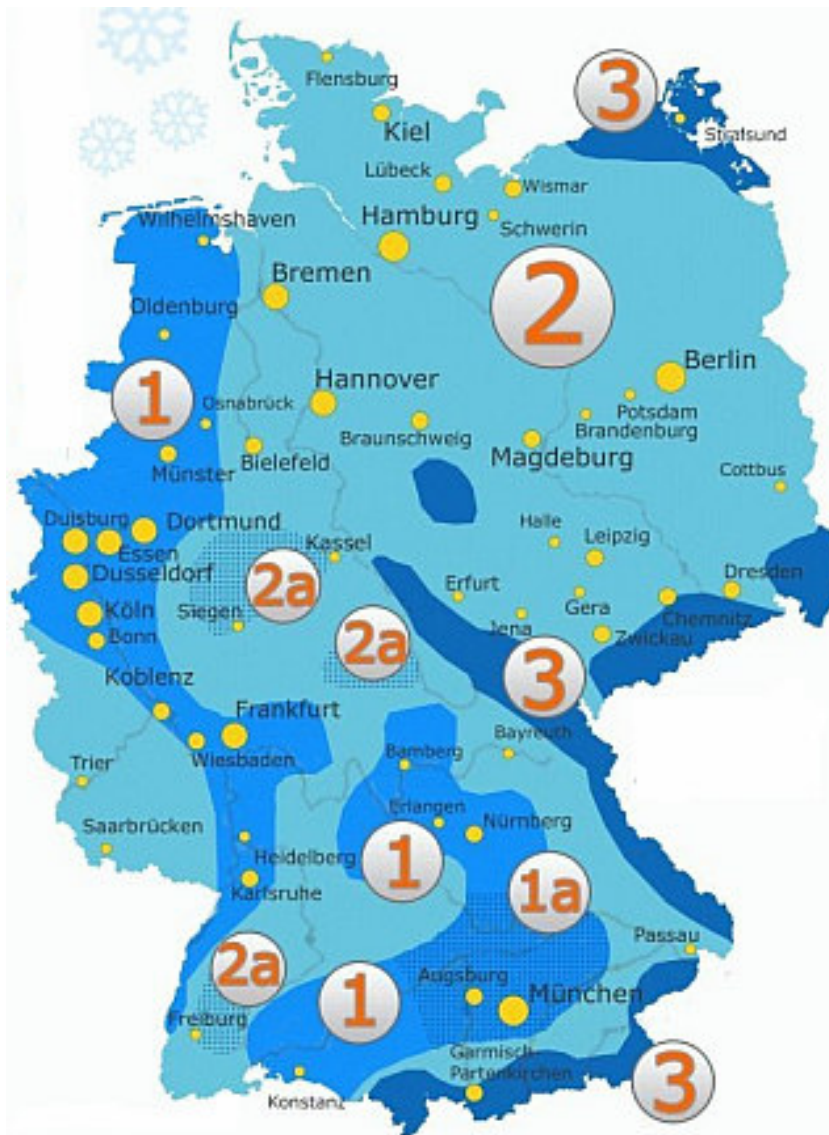 Flensburg
3
Kiel
Stralsund
Lübeck
Wismar
Hamburg
Schwerin
Wilhelmshaven
Bremen
2
Oldenburg
Berlin
1
Hannover
Osnabrück
Potsdam
Braunschweig
Brandenburg
Münster
Bielefeld
Magdeburg
Cottbus
Duisburg
Dortmund
Halle
Essen
Kassel
Leipzig
Dusseldorf
2a
Erfurt
Dresden
Köln
Siegen
Gera
Chemnitz
Bonn
Jena
Zwickau
2a
Koblenz
3
Frankfurt
Bayreuth
Wiesbaden
Bamberg
Trier
Erlangen
Saarbrücken
Nürnberg
Heidelberg
1
Karlsruhe
1a
Passau
2a
Augsburg
1
München
Freiburg
Garmisch-
Partenkirchen
3
Konstanz